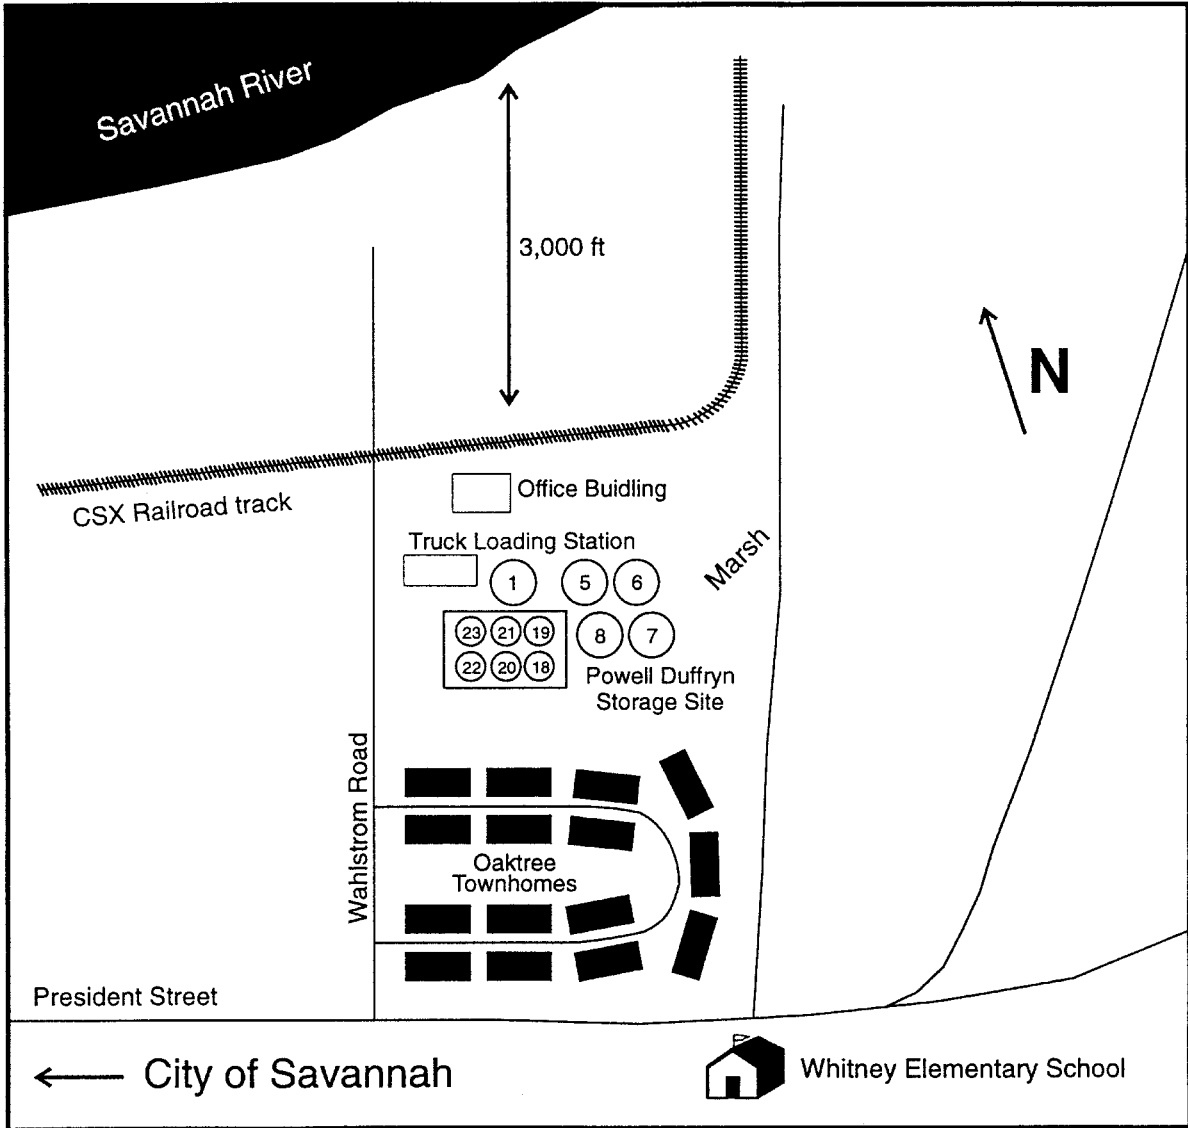 Savannah River
3,000 ft
N
CSX Railroad track
Office Buidling
Truck Loading Station
Marsh
1
5
6
23
21
19
8
7
22
20
18
Powell Duffryn
Storage Site
Wahlstrom Road
Oaktree
Townhomes
President Street
City of Savannah
Whitney Elementary School